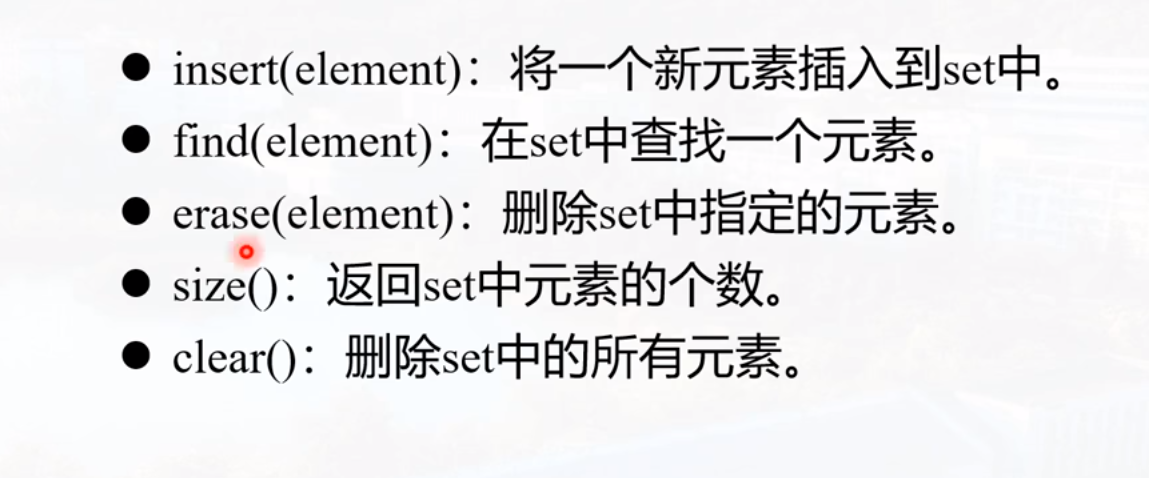 ● insert(element)：将一个新元素插入到set中。
● find(element)：在set中查找一个元素。
● erase(element)：删除set中指定的元素。
● size()：返回set中元素的个数。
● clear()：删除set中的所有元素。